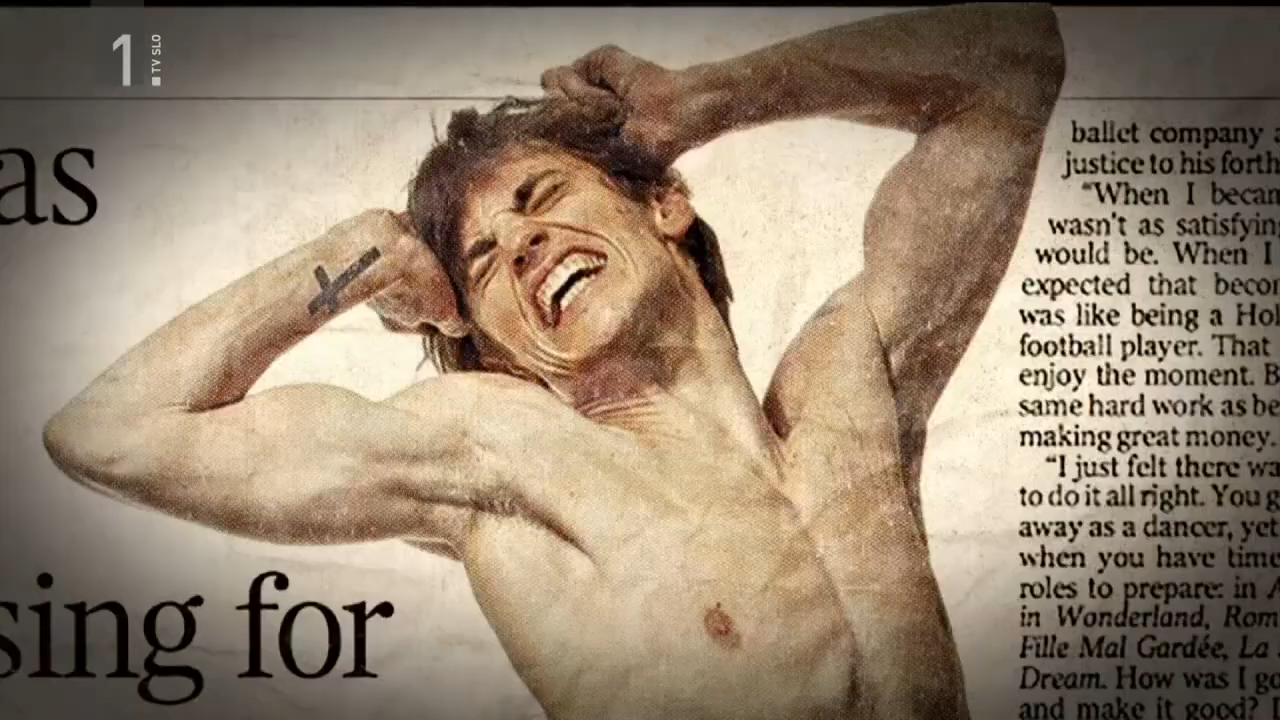 1
TV SLO
as
sing for
ballet company
justice to his forth
“When I becam
wasn't as satisfying
would be. When I
expected that becom
was like being a Hol
football player. That
enjoy the moment. B
same hard work as be
making great money.
“I just felt there wa
to do it all right. You g
away as a dancer, yet
when you have time
roles to prepare: in A
in Wonderland, Rom
Fille Mal Gardée, La
Dream. How was I go
and make it good? I